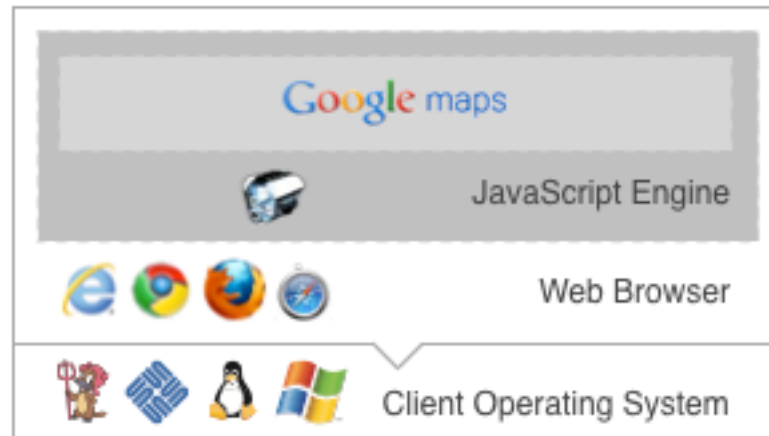 Google maps
JavaScript Engine
Web Browser
Client Operating System